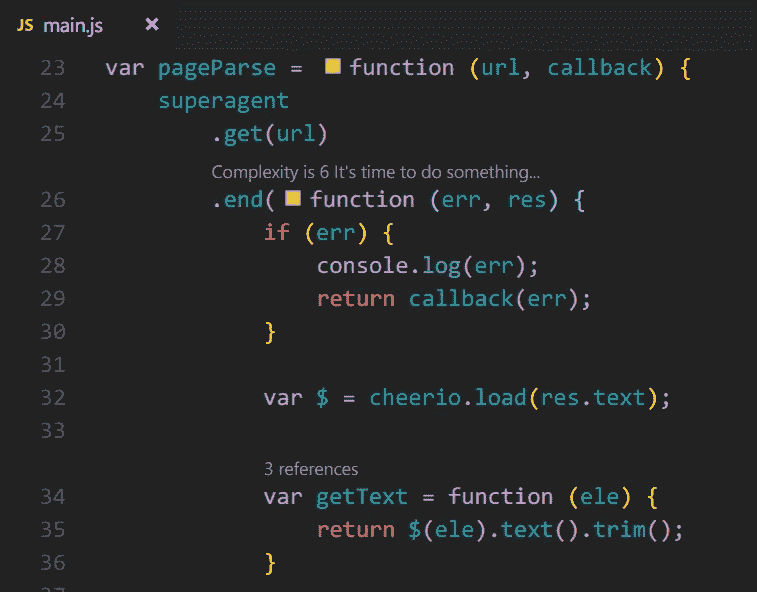 JS main.js ×
23 var pageParse = function (url, callback) {
24 superagent
25 .get(url)
Complexity is 6 It's time to do something...
26 .end( function (err, res) {
27 if (err) {
28 console.log(err);
29 return callback(err);
30 }
31
32 var $ = cheerio.load(res.text);
33
3 references
34 var getText = function (ele) {
35 return $(ele).text().trim();
36 }